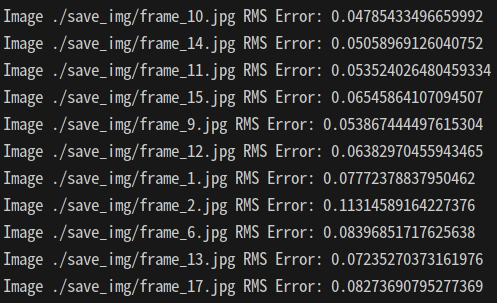 Image ./save_img/frame_10.jpg RMS Error: 0.04785433496659992
Image ./save_img/frame_14.jpg RMS Error: 0.05058969126040752
Image ./save_img/frame_11.jpg RMS Error: 0.053524026480459334
Image ./save_img/frame_15.jpg RMS Error: 0.06545864107094507
Image ./save_img/frame_9.jpg RMS Error: 0.053867444497615304
Image ./save_img/frame_12.jpg RMS Error: 0.06382970455943465
Image ./save_img/frame_1.jpg RMS Error: 0.07772378837950462
Image ./save_img/frame_2.jpg RMS Error: 0.11314589164227376
Image ./save_img/frame_6.jpg RMS Error: 0.08396851717625638
Image ./save_img/frame_13.jpg RMS Error: 0.07235270373161976
Image ./save_img/frame_17.jpg RMS Error: 0.08273690795277369